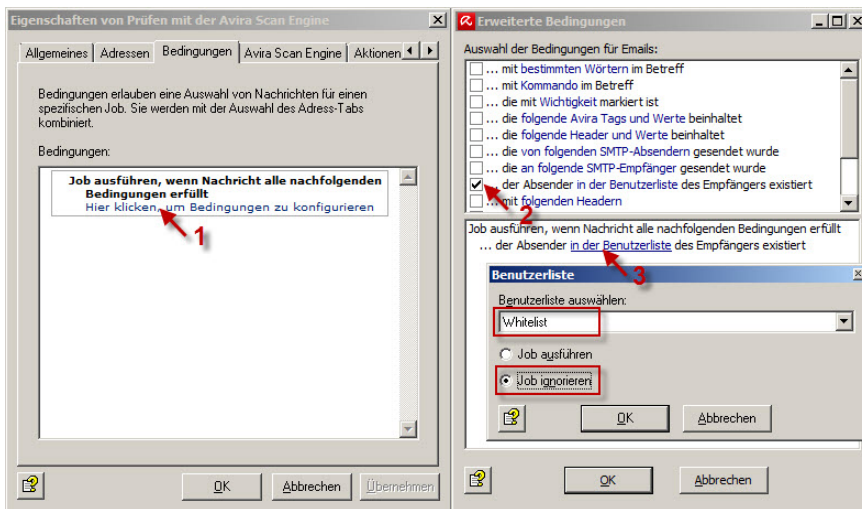 Eigenschaften von Prüfen mit der Avira Scan Engine
Allgemeines
Adressen
Bedingungen
Avira Scan Engine
Aktionen
Bedingungen erlauben eine Auswahl von Nachrichten für einen
spezifischen Job. Sie werden mit der Auswahl des Adress-Tabs
kombiniert.
Bedingungen:
Job ausführen, wenn Nachricht alle nachfolgenden
Bedingungen erfüllt
Hier klicken, um Bedingungen zu konfigurieren
1
OK
Abbrechen
Übernehmen
Erweiterte Bedingungen
Auswahl der Bedingungen für Emails:
... mit bestimmten Wörtern im Betreff
... mit Kommando im Betreff
... die mit Wichtigkeit markiert ist
... die folgende Avira Tags und Werte beinhaltet
... die folgende Header und Werte beinhaltet
... die von folgenden SMTP-Absendern gesendet wurde
... die an folgende SMTP-Empfänger gesendet wurde
... der Absender in der Benutzerliste des Empfängers existiert
... mit folgenden Headern
2
Job ausführen, wenn Nachricht alle nachfolgenden Bedingungen erfüllt
... der Absender in der Benutzerliste des Empfängers existiert
3
Benutzerliste
Benutzerliste auswählen:
Whitelist
Job ausführen
Job ignorieren
OK
Abbrechen
OK
Abbrechen